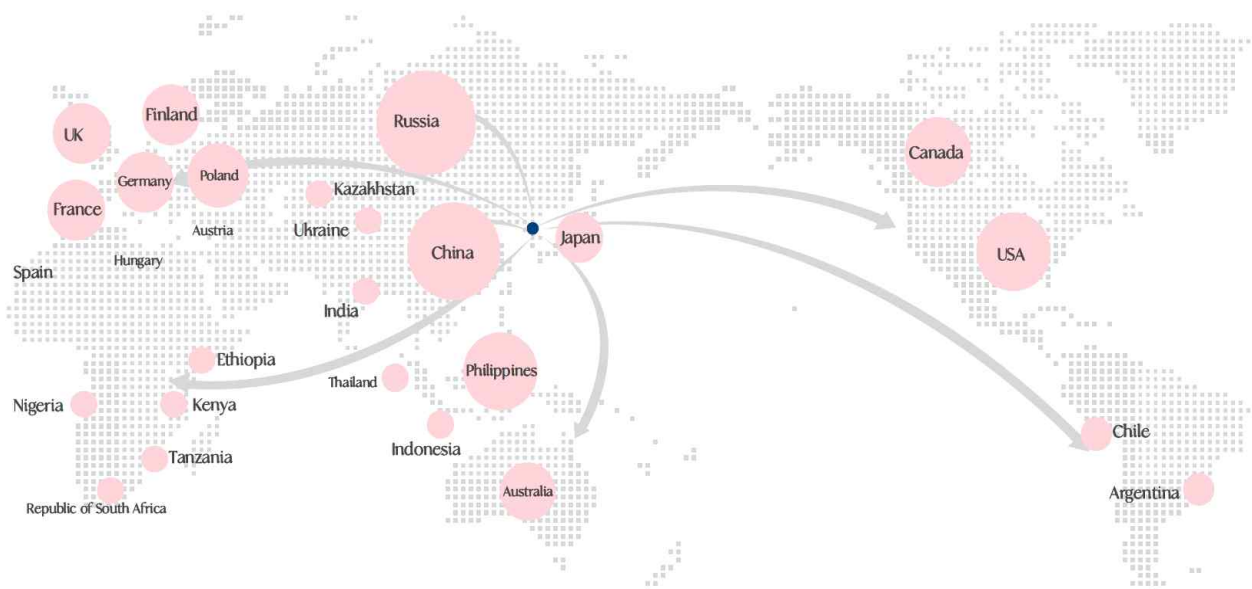 Finland
Russia
UK
Canada
Poland
Germany
Kazakhstan
France
Austria
Ukraine
Japan
China
USA
Hungary
Spain
India
Ethiopia
Philippines
Thailand
Nigeria
Kenya
Chile
Indonesia
Tanzania
Australia
Argentina
Republic of South Africa